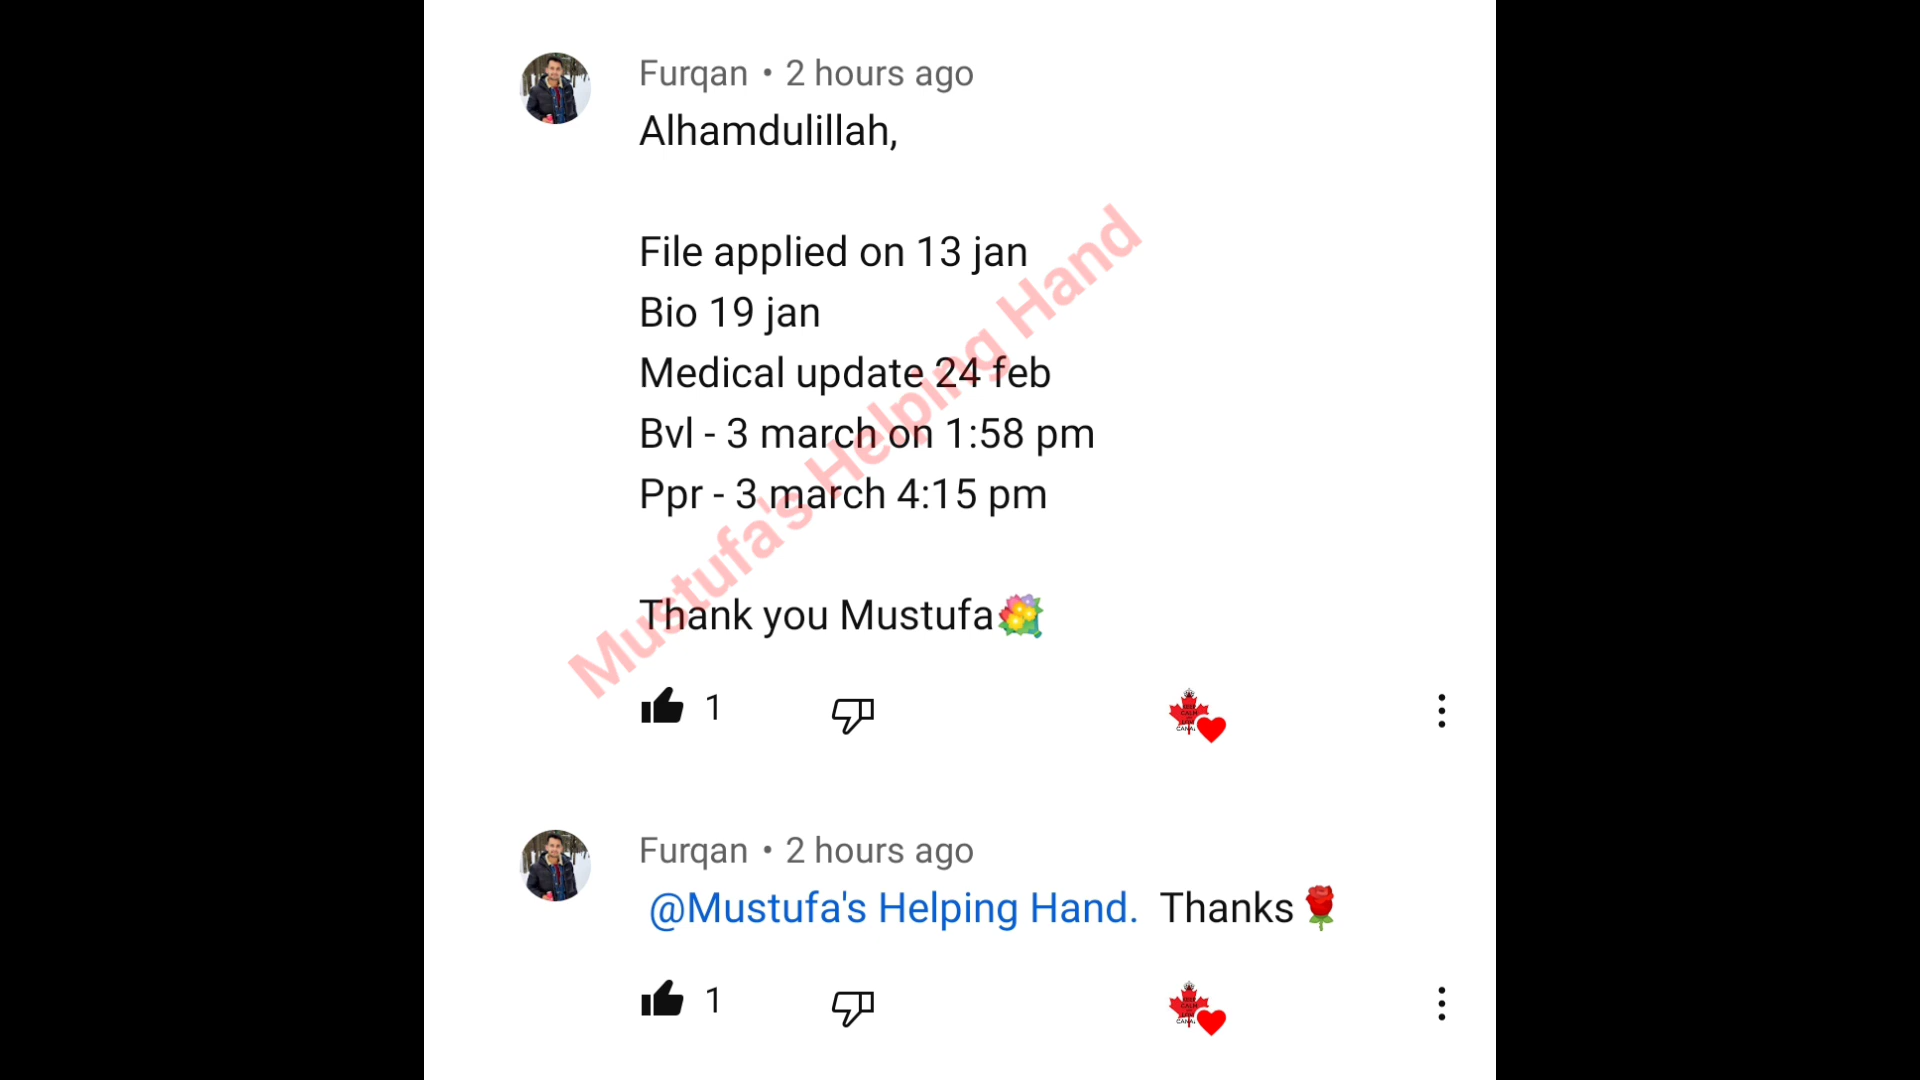 Furqan • 2 hours ago
Alhamdulillah,
File applied on 13 jan
Bio 19 jan
Medical update 24 feb
Bvl - 3 march on 1:58 pm
Ppr - 3 march 4:15 pm
Thank you Mustufa💐
Mustufa's Helping Hand
1
Furqan • 2 hours ago
@Mustufa's Helping Hand. Thanks🌹
1